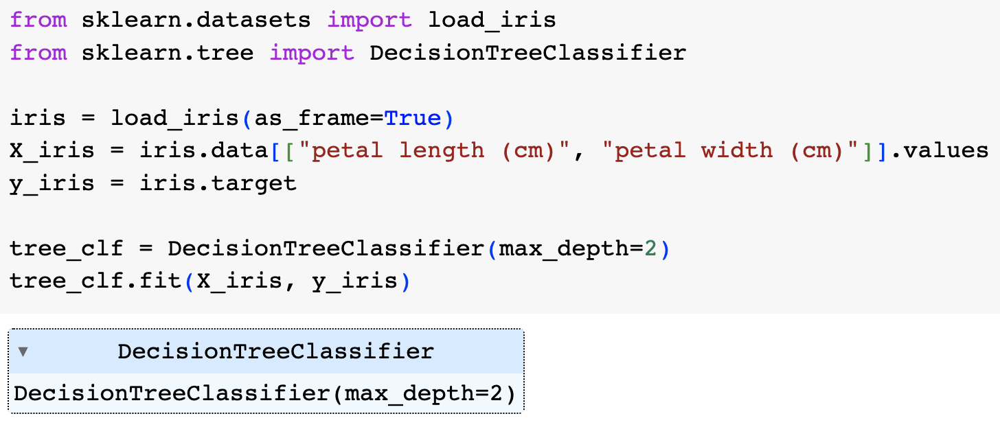 from sklearn.datasets import load_iris
from sklearn.tree import DecisionTreeClassifier
iris = load_iris(as_frame=True)
X_iris = iris.data[["petal length (cm)", "petal width (cm)"]].values
y_iris = iris.target
tree_clf = DecisionTreeClassifier(max_depth=2)
tree_clf.fit(X_iris, y_iris)
▼ DecisionTreeClassifier
DecisionTreeClassifier(max_depth=2)